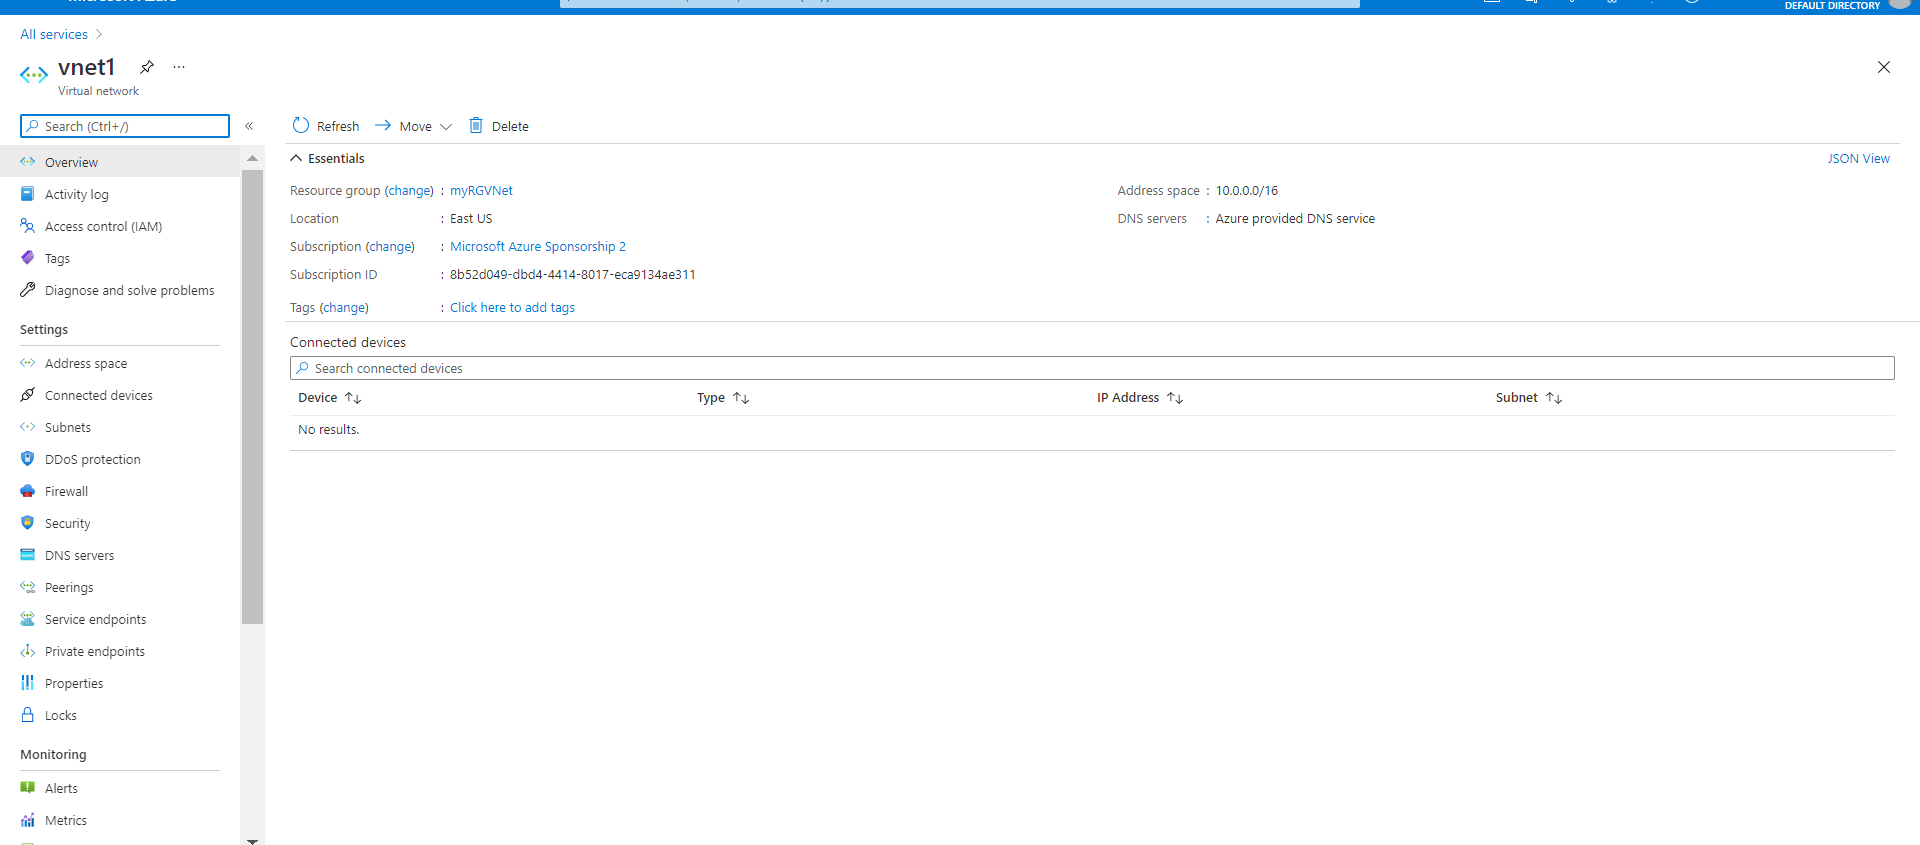 DEFAULT DIRECTORY
All services
vnet1
Virtual network
Search (Ctrl+/)
Overview
Activity log
Access control (IAM)
Tags
Diagnose and solve problems
Settings
Address space
Connected devices
Subnets
DDoS protection
Firewall
Security
DNS servers
Peerings
Service endpoints
Private endpoints
Properties
Locks
Monitoring
Alerts
Metrics
Refresh Move Delete
Essentials JSON View
Resource group (change) : myRGVNet
Location : East US
Subscription (change) : Microsoft Azure Sponsorship 2
Subscription ID : 8b52d049-dbd4-4414-8017-eca9134ae311
Tags (change) : Click here to add tags
Address space : 10.0.0.0/16
DNS servers : Azure provided DNS service
Connected devices
Search connected devices
Device Type IP Address Subnet
No results.